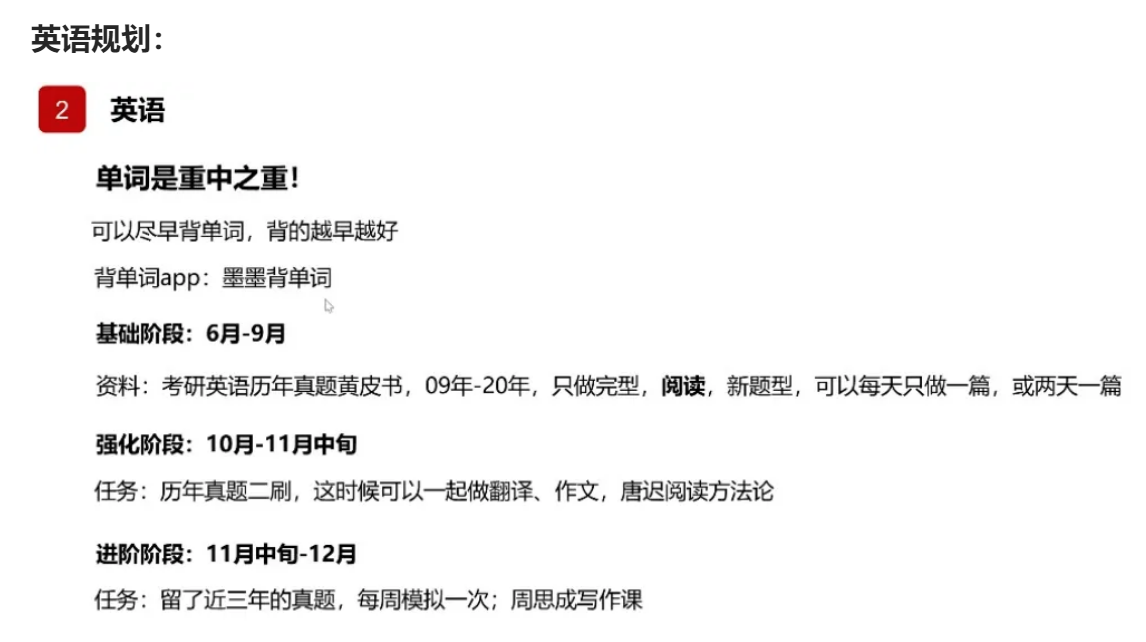 英语规划：
2 英语
单词是重中之重！
可以尽早背单词，背的越早越好
背单词app：墨墨背单词
基础阶段：6月-9月
资料：考研英语历年真题黄皮书，09年-20年，只做完型，阅读，新题型，可以每天只做一篇，或两天一篇
强化阶段：10月-11月中旬
任务：历年真题二刷，这时候可以一起做翻译、作文，唐迟阅读方法论
进阶阶段：11月中旬-12月
任务：留了近三年的真题，每周模拟一次；周思成写作课